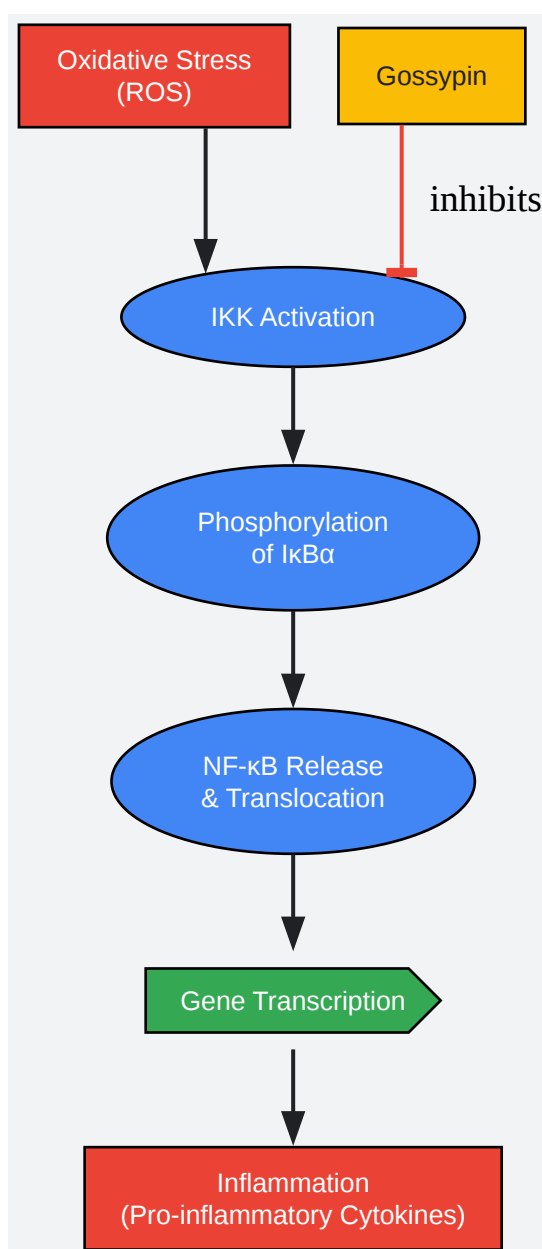 Oxidative Stress
(ROS)
Gossypin
inhibits
IKK Activation
Phosphorylation
of IκBα
NF-κB Release
& Translocation
Gene Transcription
Inflammation
(Pro-inflammatory Cytokines)